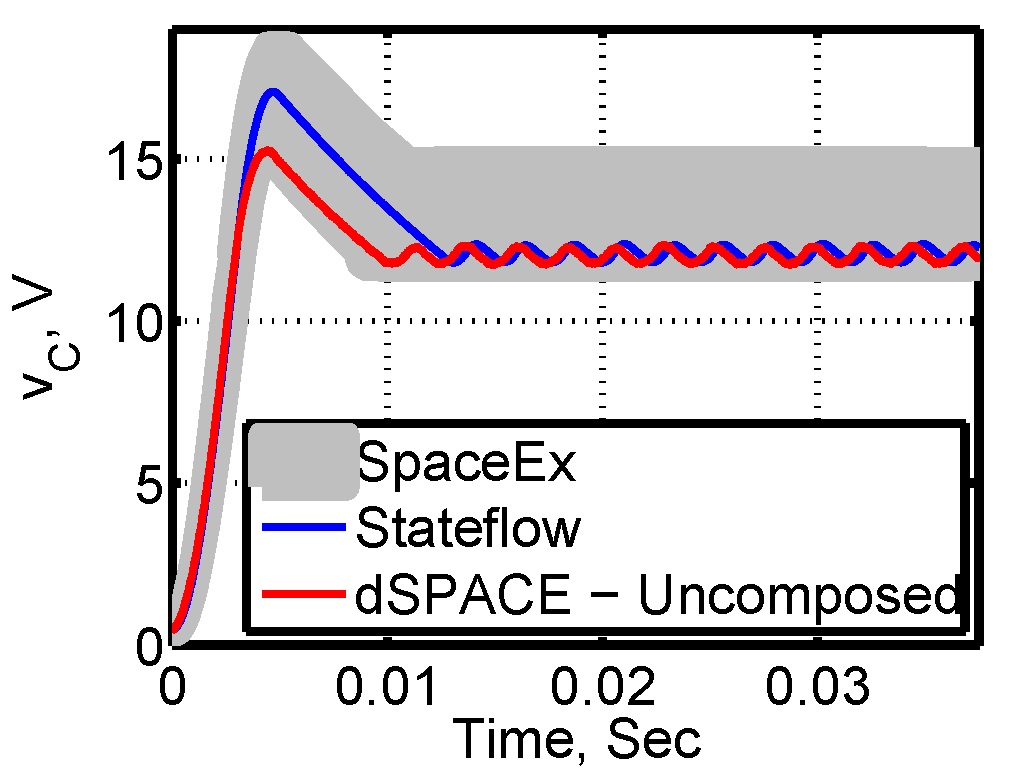 15
10
5
0
v_C, V
SpaceEx
Stateflow
dSPACE − Uncomposed
0 0.01 0.02 0.03
Time, Sec